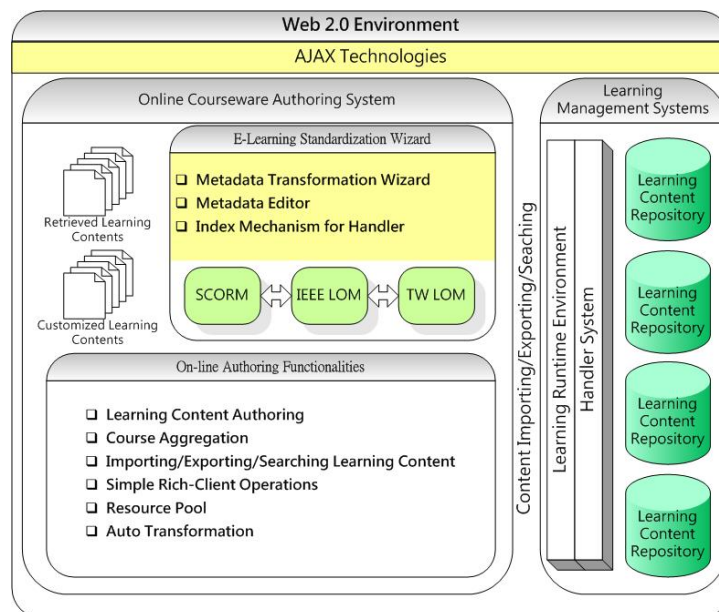 Web 2.0 Environment
AJAX Technologies
Online Courseware Authoring System
E-Learning Standardization Wizard
❑ Metadata Transformation Wizard
❑ Metadata Editor
❑ Index Mechanism for Handler
Retrieved Learning
Contents
SCORM
IEEE LOM
TW LOM
Customized Learning
Contents
On-line Authoring Functionalities
❑ Learning Content Authoring
❑ Course Aggregation
❑ Importing/Exporting/Searching Learning Content
❑ Simple Rich-Client Operations
❑ Resource Pool
❑ Auto Transformation
Content Importing/Exporting/Seaching
Learning
Management Systems
Learning Runtime Environment
Handler System
Learning
Content
Repository
Learning
Content
Repository
Learning
Content
Repository
Learning
Content
Repository